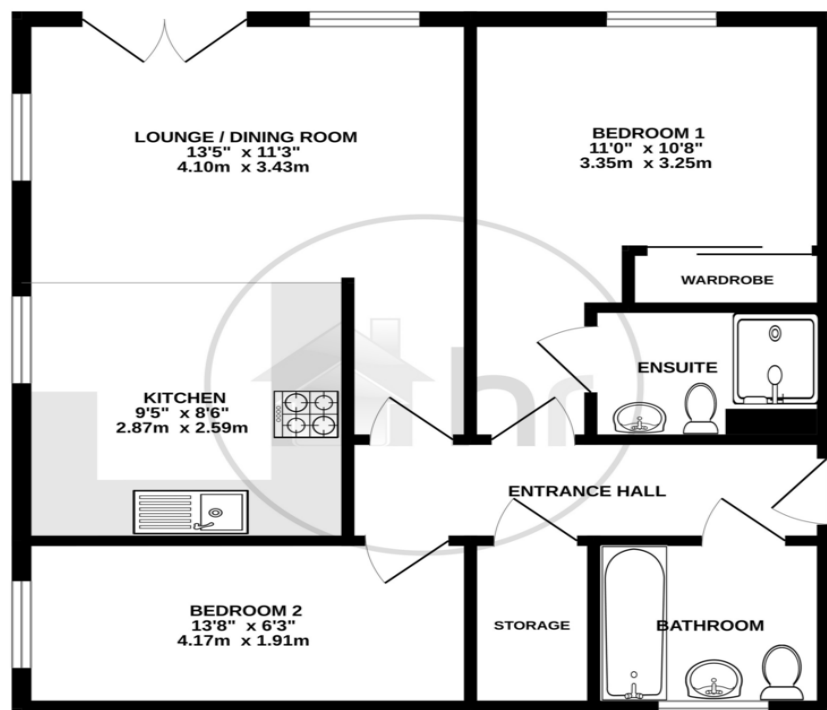 LOUNGE / DINING ROOM
13'5" x 11'3"
4.10m x 3.43m
BEDROOM 1
11'0" x 10'8"
3.35m x 3.25m
WARDROBE
ENSUITE
KITCHEN
9'5" x 8'6"
2.87m x 2.59m
hr
ENTRANCE HALL
BEDROOM 2
13'8" x 6'3"
4.17m x 1.91m
STORAGE
BATHROOM